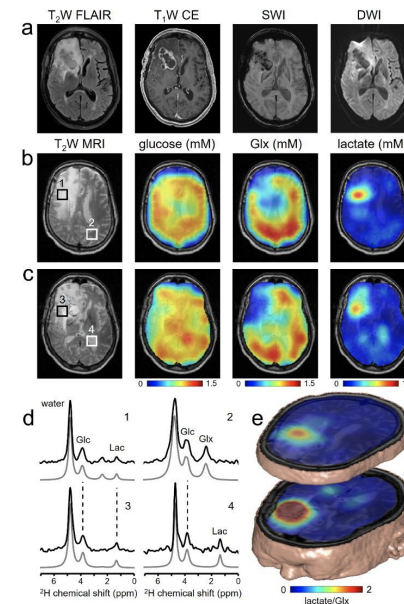 T2W FLAIR T1W CE SWI DWI
a
T2W MRI glucose (mM) Glx (mM) lactate (mM
b
1
2
c
3
4
0 1.5 0 1.5 0
d
water
1
Glc
Lac
2
Glc
Glx
e
3
4
Lac
6 4 2 0 6 4 2 0
²H chemical shift (ppm) ²H chemical shift (ppm)
0 2
lactate/Glx